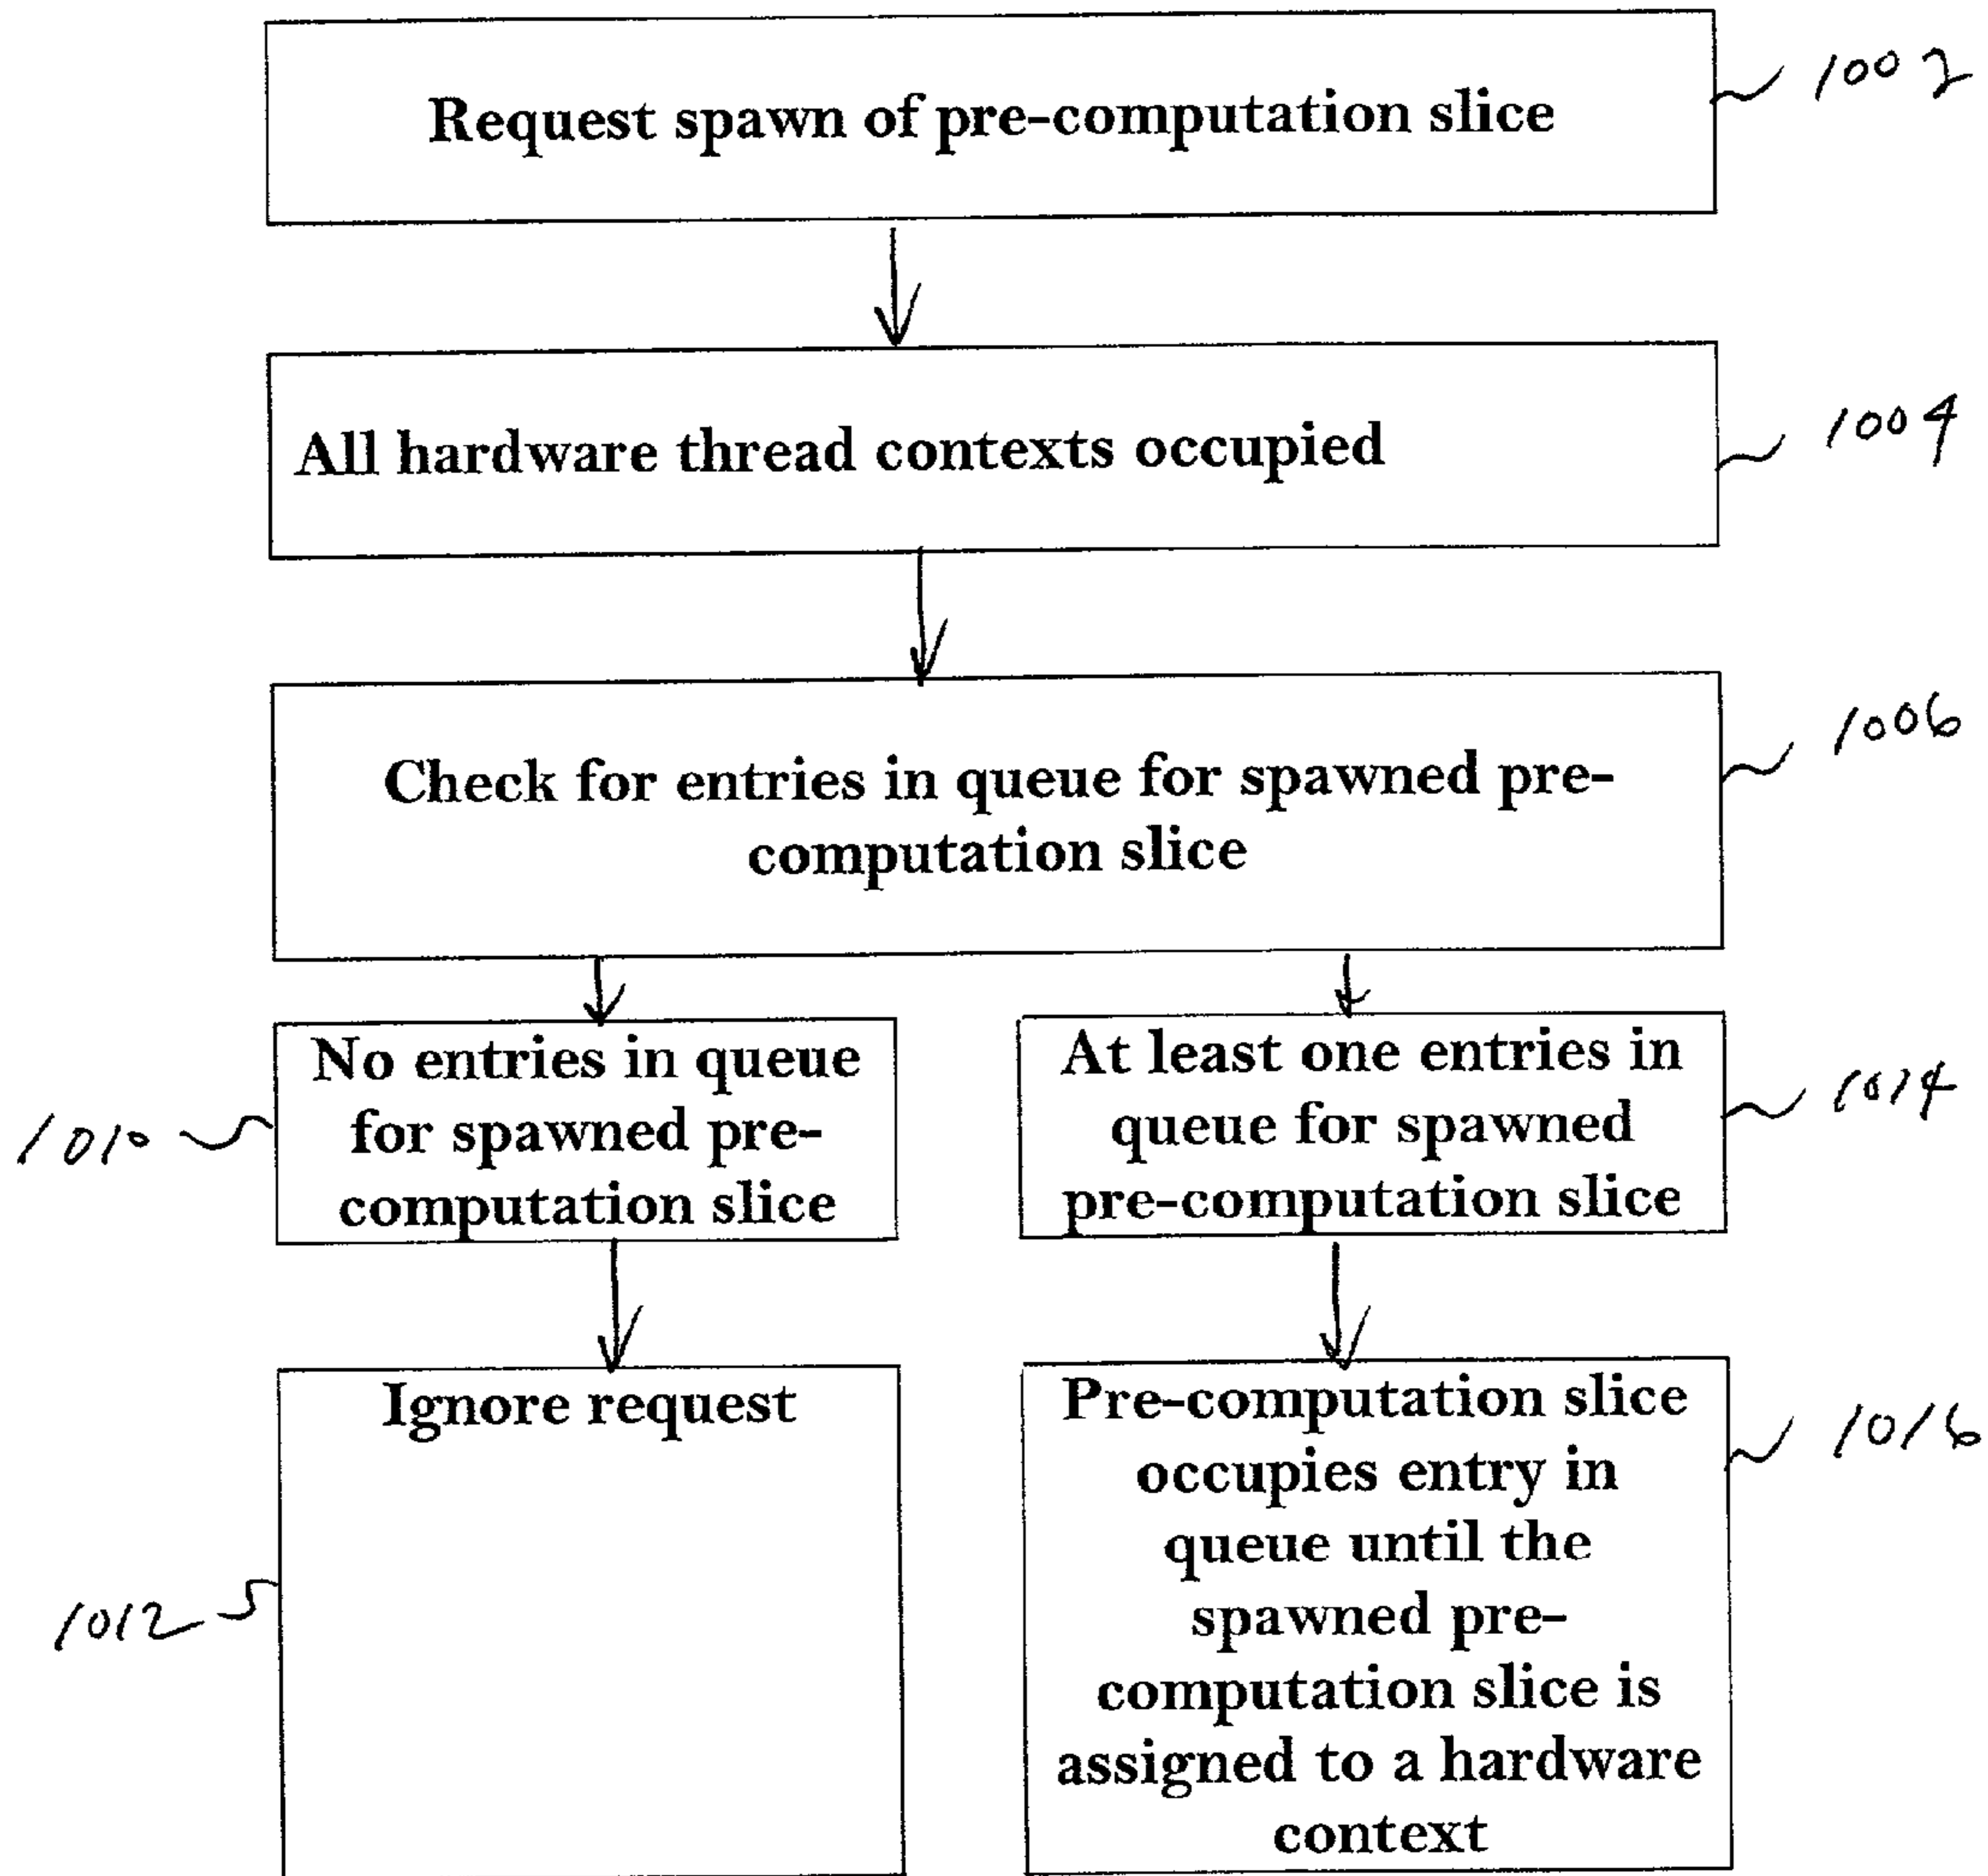 Request spawn of pre-computation slice
1002
All hardware thread contexts occupied
1004
Check for entries in queue for spawned pre-
computation slice
1006
No entries in queue
for spawned pre-
computation slice
1010
At least one entries in
queue for spawned
pre-computation slice
1014
Ignore request
1012
Pre-computation slice
occupies entry in
queue until the
spawned pre-
computation slice is
assigned to a hardware
context
1016